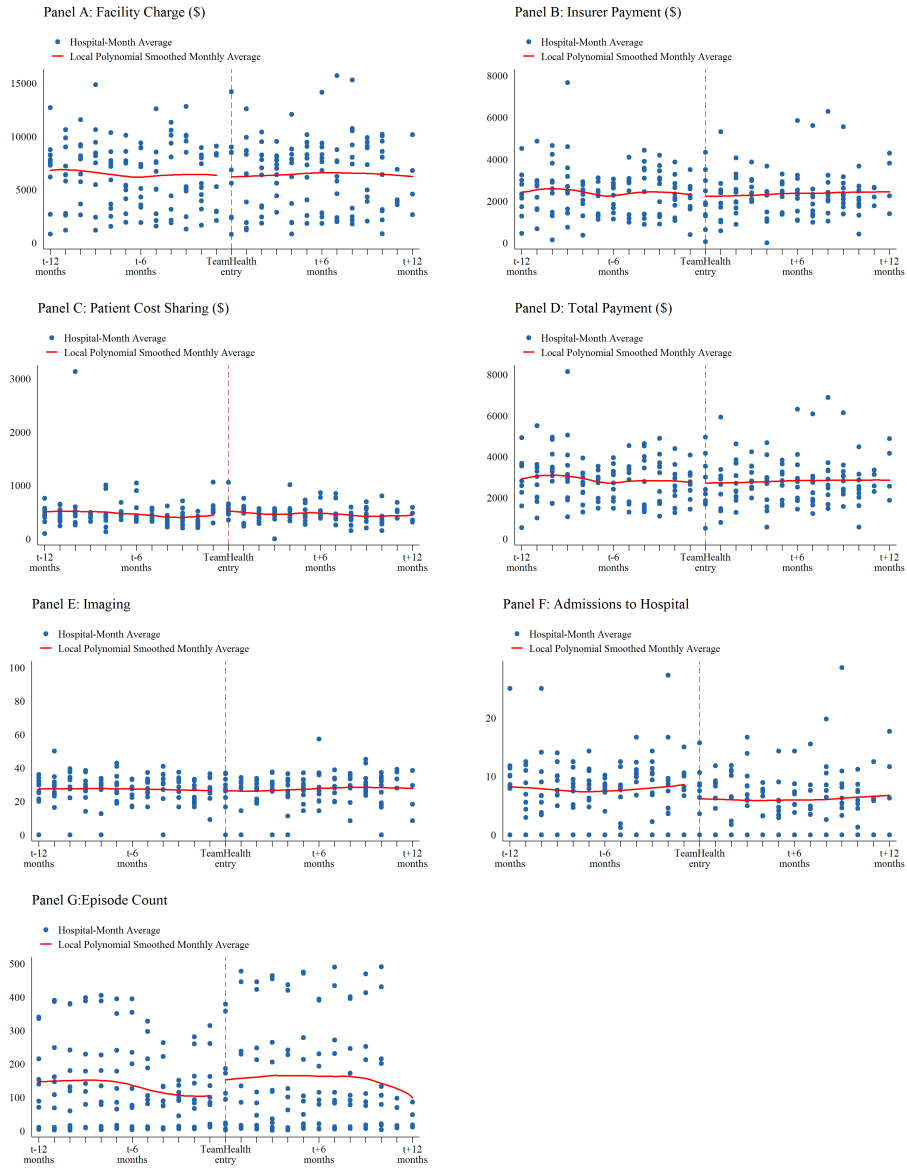 Panel A: Facility Charge ($)
Hospital-Month Average
Local Polynomial Smoothed Monthly Average
15000
10000
5000
0
t-12 months
t-6 months
TeamHealth entry
t+6 months
t+12 months
Panel B: Insurer Payment ($)
Hospital-Month Average
Local Polynomial Smoothed Monthly Average
8000
6000
4000
2000
0
t-12 months
t-6 months
TeamHealth entry
t+6 months
t+12 months
Panel C: Patient Cost Sharing ($)
Hospital-Month Average
Local Polynomial Smoothed Monthly Average
3000
2000
1000
0
t-12 months
t-6 months
TeamHealth entry
t+6 months
t+12 months
Panel D: Total Payment ($)
Hospital-Month Average
Local Polynomial Smoothed Monthly Average
8000
6000
4000
2000
0
t-12 months
t-6 months
TeamHealth entry
t+6 months
t+12 months
Panel E: Imaging
Hospital-Month Average
Local Polynomial Smoothed Monthly Average
100
80
60
40
20
0
t-12 months
t-6 months
TeamHealth entry
t+6 months
t+12 months
Panel F: Admissions to Hospital
Hospital-Month Average
Local Polynomial Smoothed Monthly Average
20
10
0
t-12 months
t-6 months
TeamHealth entry
t+6 months
t+12 months
Panel G:Episode Count
Hospital-Month Average
Local Polynomial Smoothed Monthly Average
500
400
300
200
100
0
t-12 months
t-6 months
TeamHealth entry
t+6 months
t+12 months